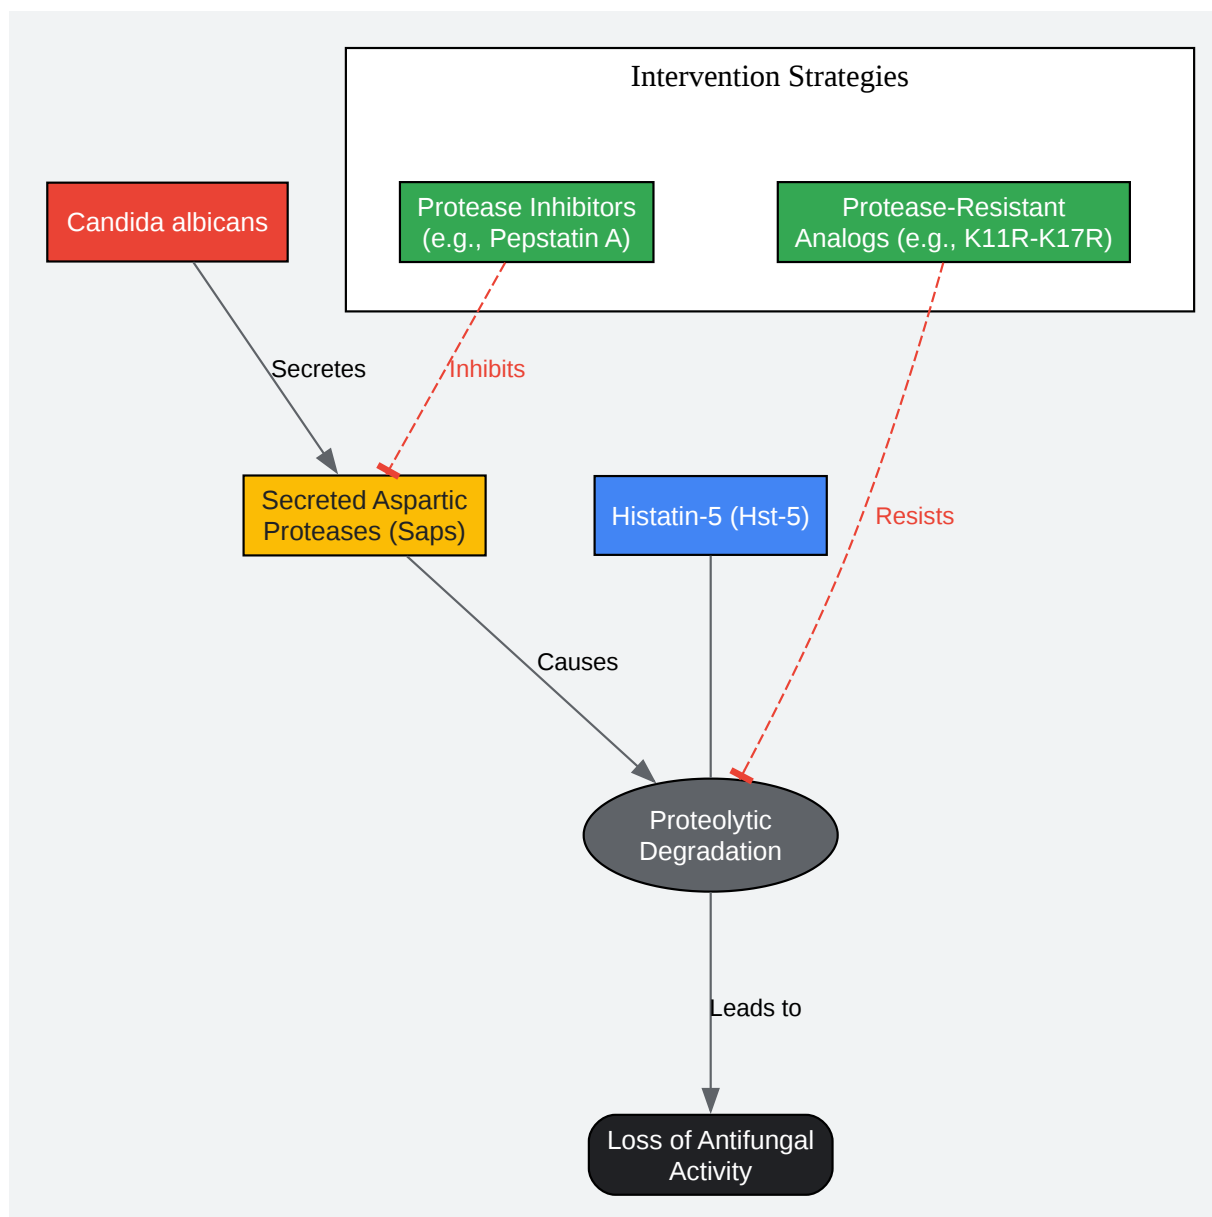 Intervention Strategies
Candida albicans
Protease Inhibitors
(e.g., Pepstatin A)
Protease-Resistant
Analogs (e.g., K11R-K17R)
Secretes
Inhibits
Secreted Aspartic
Proteases (Saps)
Histatin-5 (Hst-5)
Resists
Causes
Proteolytic
Degradation
Leads to
Loss of Antifungal
Activity